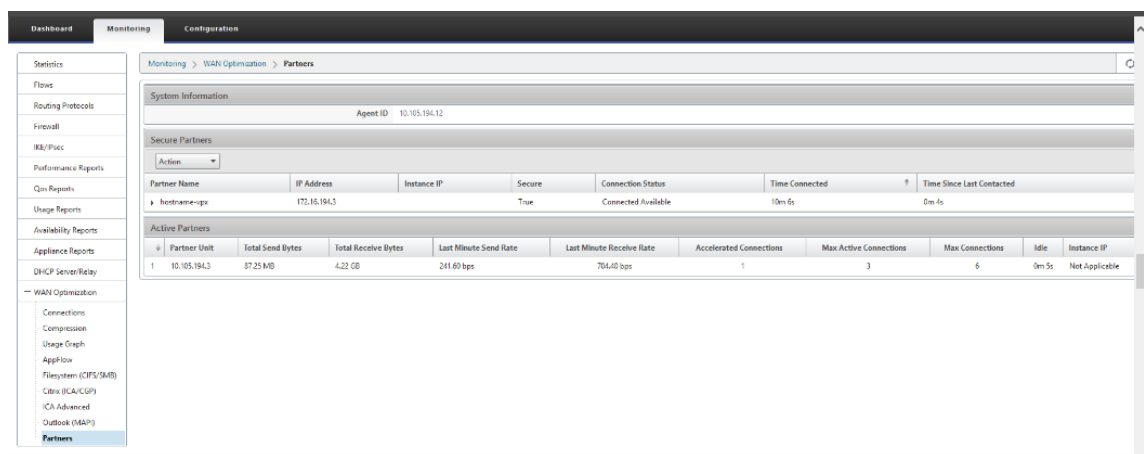 Dashboard Monitoring Configuration
Statistics
Flows
Routing Protocols
Firewall
IKE/IPsec
Performance Reports
Qos Reports
Usage Reports
Availability Reports
Appliance Reports
DHCP Server/Relay
WAN Optimization
Connections
Compression
Usage Graph
AppFlow
Filesystem (CIFS/SMB)
Citrix (ICA/CGP)
ICA Advanced
Outlook (MAPI)
Partners
Monitoring > WAN Optimization > Partners
System Information
Agent ID 10.105.194.12
Secure Partners
Action
Partner Name IP Address Instance IP Secure Connection Status Time Connected Time Since Last Contacted
hostname-vpx 172.16.194.3 True Connected Available 10m 6s 0m 4s
Active Partners
# Partner Unit Total Send Bytes Total Receive Bytes Last Minute Send Rate Last Minute Receive Rate Accelerated Connections Max Active Connections Max Connections Idle Instance IP
1 10.105.194.3 87.25 MB 4.22 GB 241.60 bps 704.40 bps 1 3 6 0m 5s Not Applicable